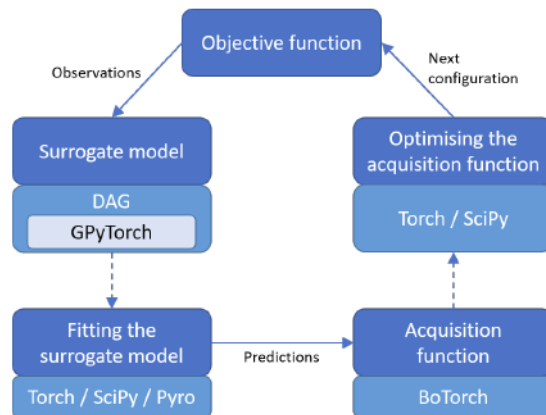 Objective function
Observations
Next
configuration
Surrogate model
DAG
GPyTorch
Optimising the
acquisition function
Torch / SciPy
Fitting the
surrogate model
Torch / SciPy / Pyro
Predictions
Acquisition
function
BoTorch